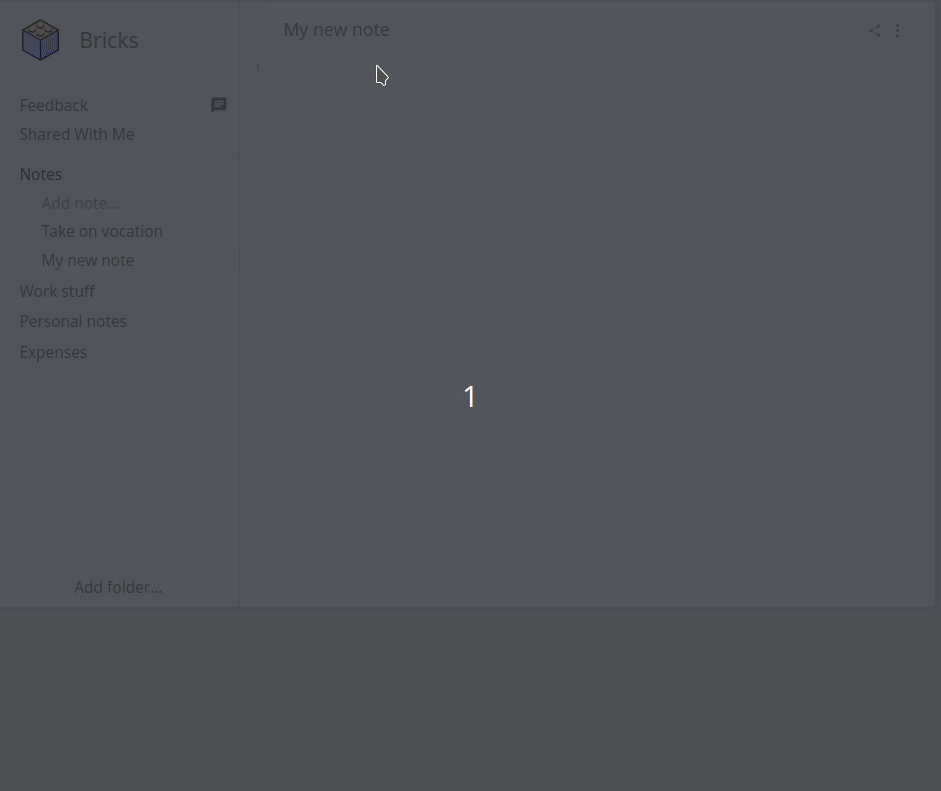 Bricks
Feedback
Shared With Me
Notes
Add note...
Take on vocation
My new note
Work stuff
Personal notes
Expenses
Add folder...
My new note
1
1